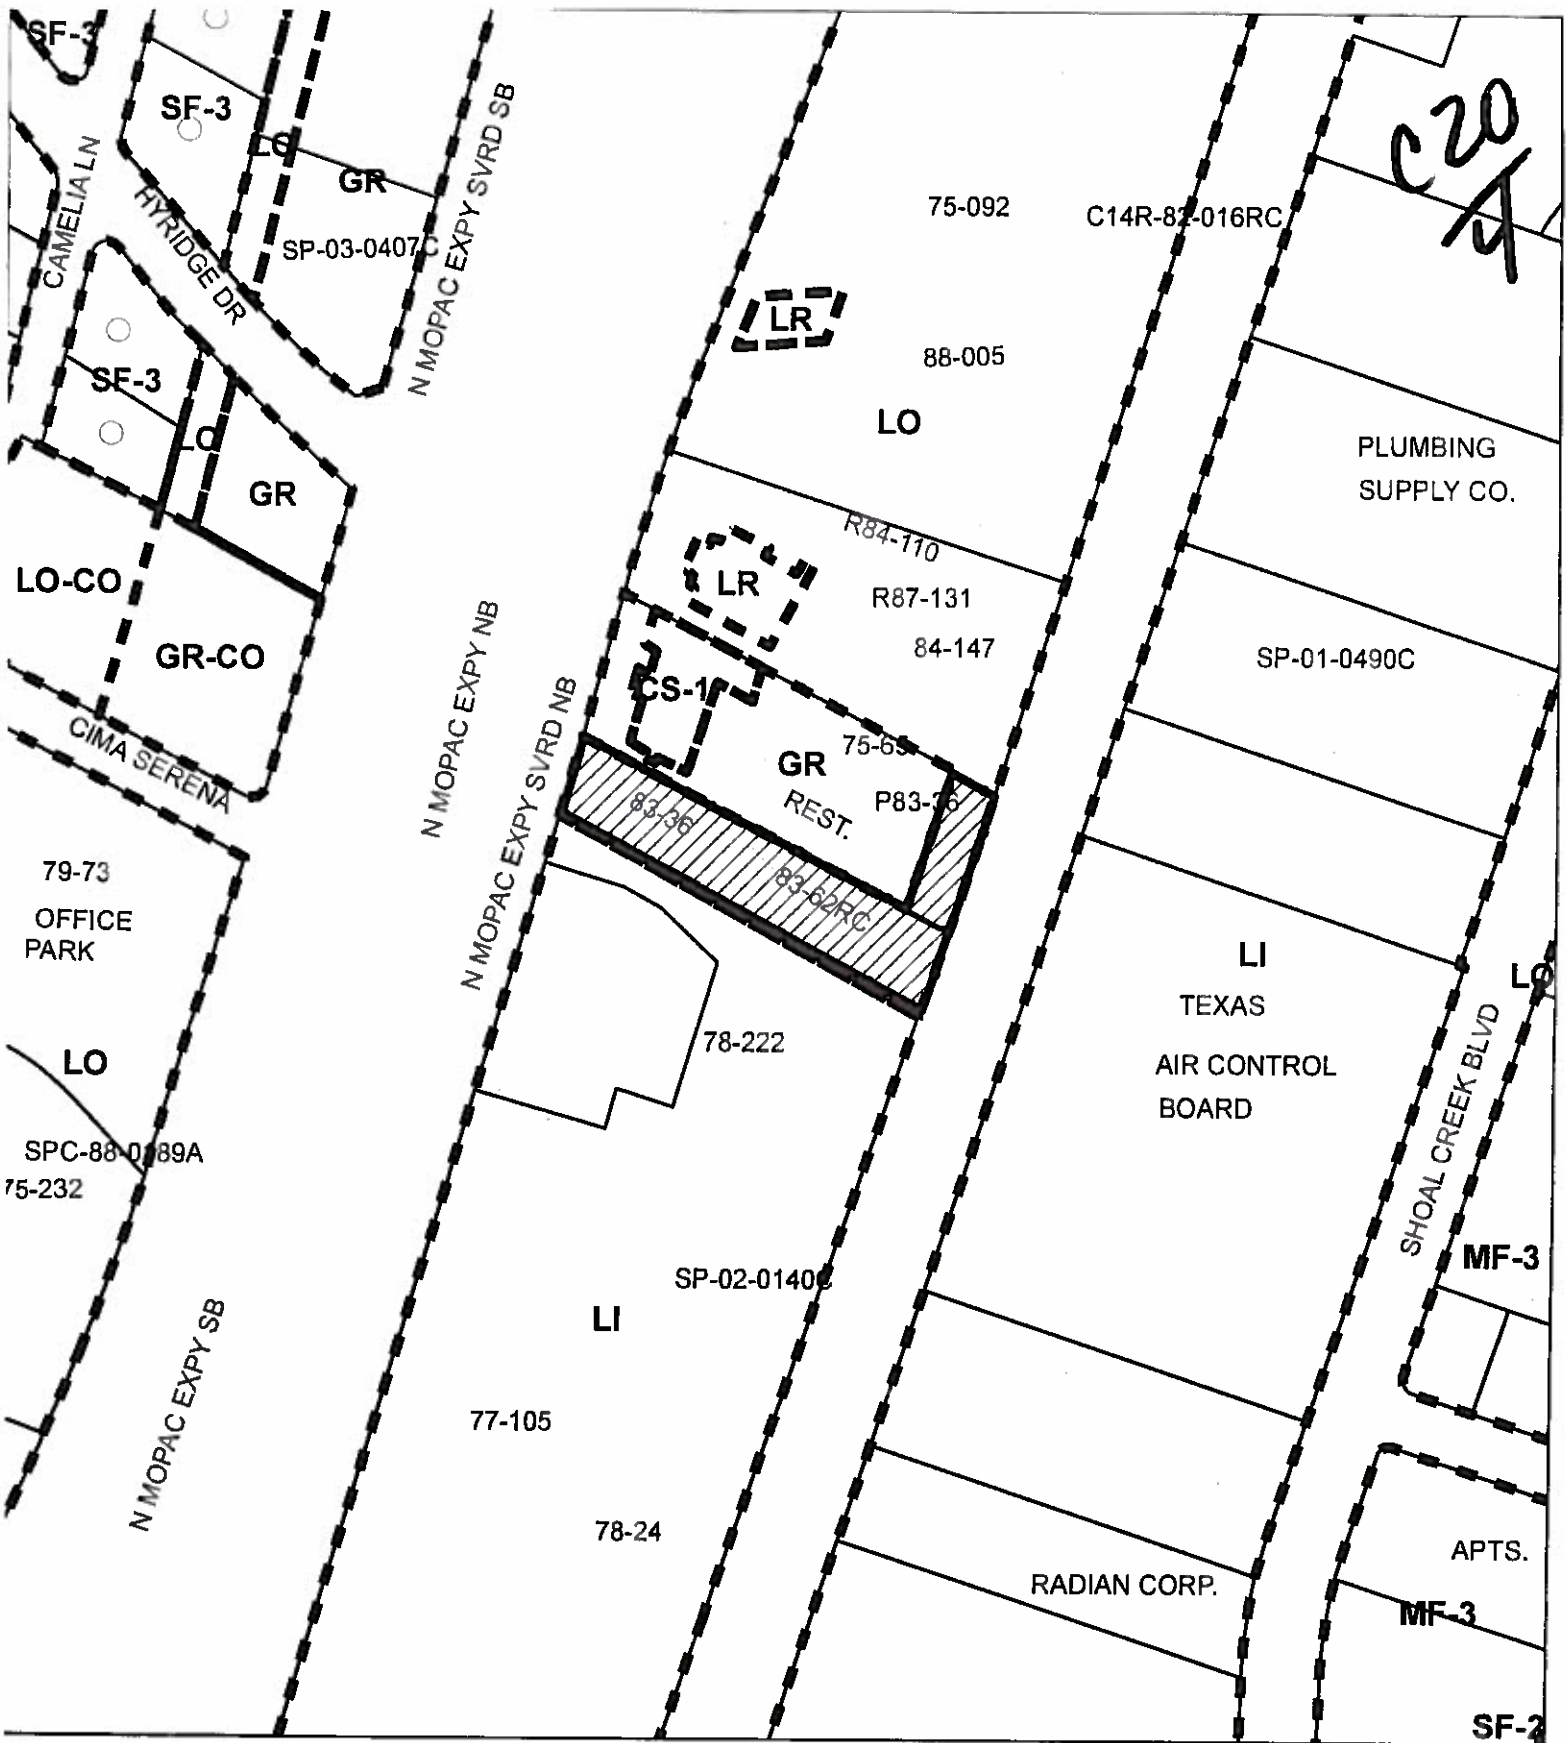 SF-3
SF-3
LO
GR
SP-03-0407C
CAMELIA LN
HYRIDGE DR
N MOPAC EXPY SVRD SB
75-092
C14R-82-016RC
C20
LR
88-005
LO
SF-3
LO
GR
PLUMBING
SUPPLY CO.
R84-110
LR
R87-131
84-147
LO-CO
GR-CO
SP-01-0490C
CS-1
N MOPAC EXPY NB
N MOPAC EXPY SVRD NB
CIMA SERENA
75-65
GR
REST.
P83-36
83-36
83-62RC
79-73
OFFICE
PARK
LI
TEXAS
AIR CONTROL
BOARD
LO
SHOAL CREEK BLVD
78-222
LO
SPC-88-0189A
75-232
MF-3
SP-02-0140C
LI
N MOPAC EXPY SB
77-105
78-24
APTS.
RADIAN CORP.
MF-3
SF-2